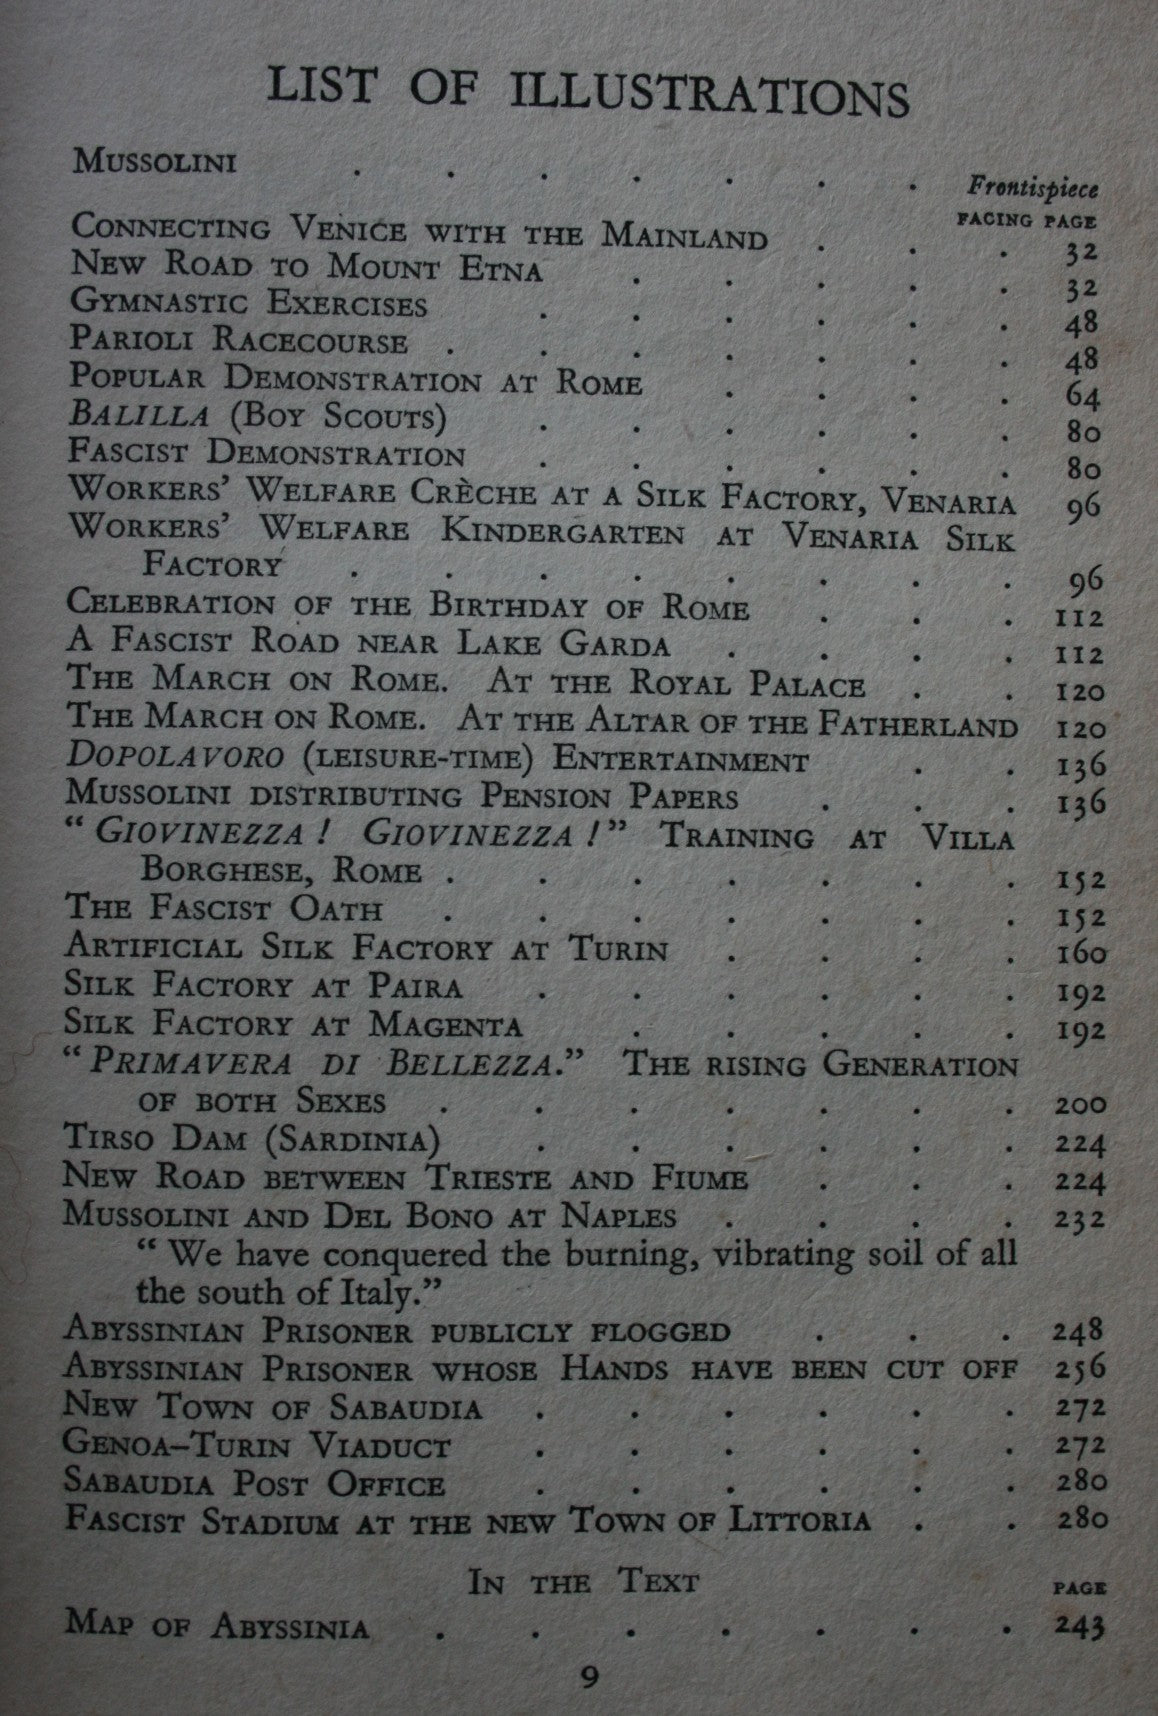 LIST OF ILLUSTRATIONS
MUSSOLINI . . . . . . . Frontispiece
FACING PAGE
CONNECTING VENICE WITH THE MAINLAND . . . 32
NEW ROAD TO MOUNT ETNA . . . . . 32
GYMNASTIC EXERCISES . . . . . . 48
PARIOLI RACECOURSE . . . . . . . 48
POPULAR DEMONSTRATION AT ROME . . . . 64
BALILLA (BOY SCOUTS) . . . . . . 80
FASCIST DEMONSTRATION . . . . . . 80
WORKERS' WELFARE CRÈCHE AT A SILK FACTORY, VENARIA 96
WORKERS' WELFARE KINDERGARTEN AT VENARIA SILK
FACTORY . . . . . . . . 96
CELEBRATION OF THE BIRTHDAY OF ROME . . . 112
A FASCIST ROAD NEAR LAKE GARDA . . . . 112
THE MARCH ON ROME. AT THE ROYAL PALACE . . 120
THE MARCH ON ROME. AT THE ALTAR OF THE FATHERLAND 120
DOPOLAVORO (LEISURE-TIME) ENTERTAINMENT . . 136
MUSSOLINI DISTRIBUTING PENSION PAPERS . . . 136
"GIOVINEZZA! GIOVINEZZA!" TRAINING AT VILLA
BORGHESE, ROME . . . . . . . 152
THE FASCIST OATH . . . . . . . 152
ARTIFICIAL SILK FACTORY AT TURIN . . . . 160
SILK FACTORY AT PAIRA . . . . . . 192
SILK FACTORY AT MAGENTA . . . . . 192
"PRIMAVERA DI BELLEZZA." THE RISING GENERATION
OF BOTH SEXES . . . . . . . 200
TIRSO DAM (SARDINIA) . . . . . . 224
NEW ROAD BETWEEN TRIESTE AND FIUME . . . 224
MUSSOLINI AND DEL BONO AT NAPLES . . . . 232
"We have conquered the burning, vibrating soil of all
the south of Italy."
ABYSSINIAN PRISONER PUBLICLY FLOGGED . . . 248
ABYSSINIAN PRISONER WHOSE HANDS HAVE BEEN CUT OFF 256
NEW TOWN OF SABAUDIA . . . . . . 272
GENOA–TURIN VIADUCT . . . . . . 272
SABAUDIA POST OFFICE . . . . . . 280
FASCIST STADIUM AT THE NEW TOWN OF LITTORIA . . 280
IN THE TEXT
PAGE
MAP OF ABYSSINIA . . . . . . . 243
9